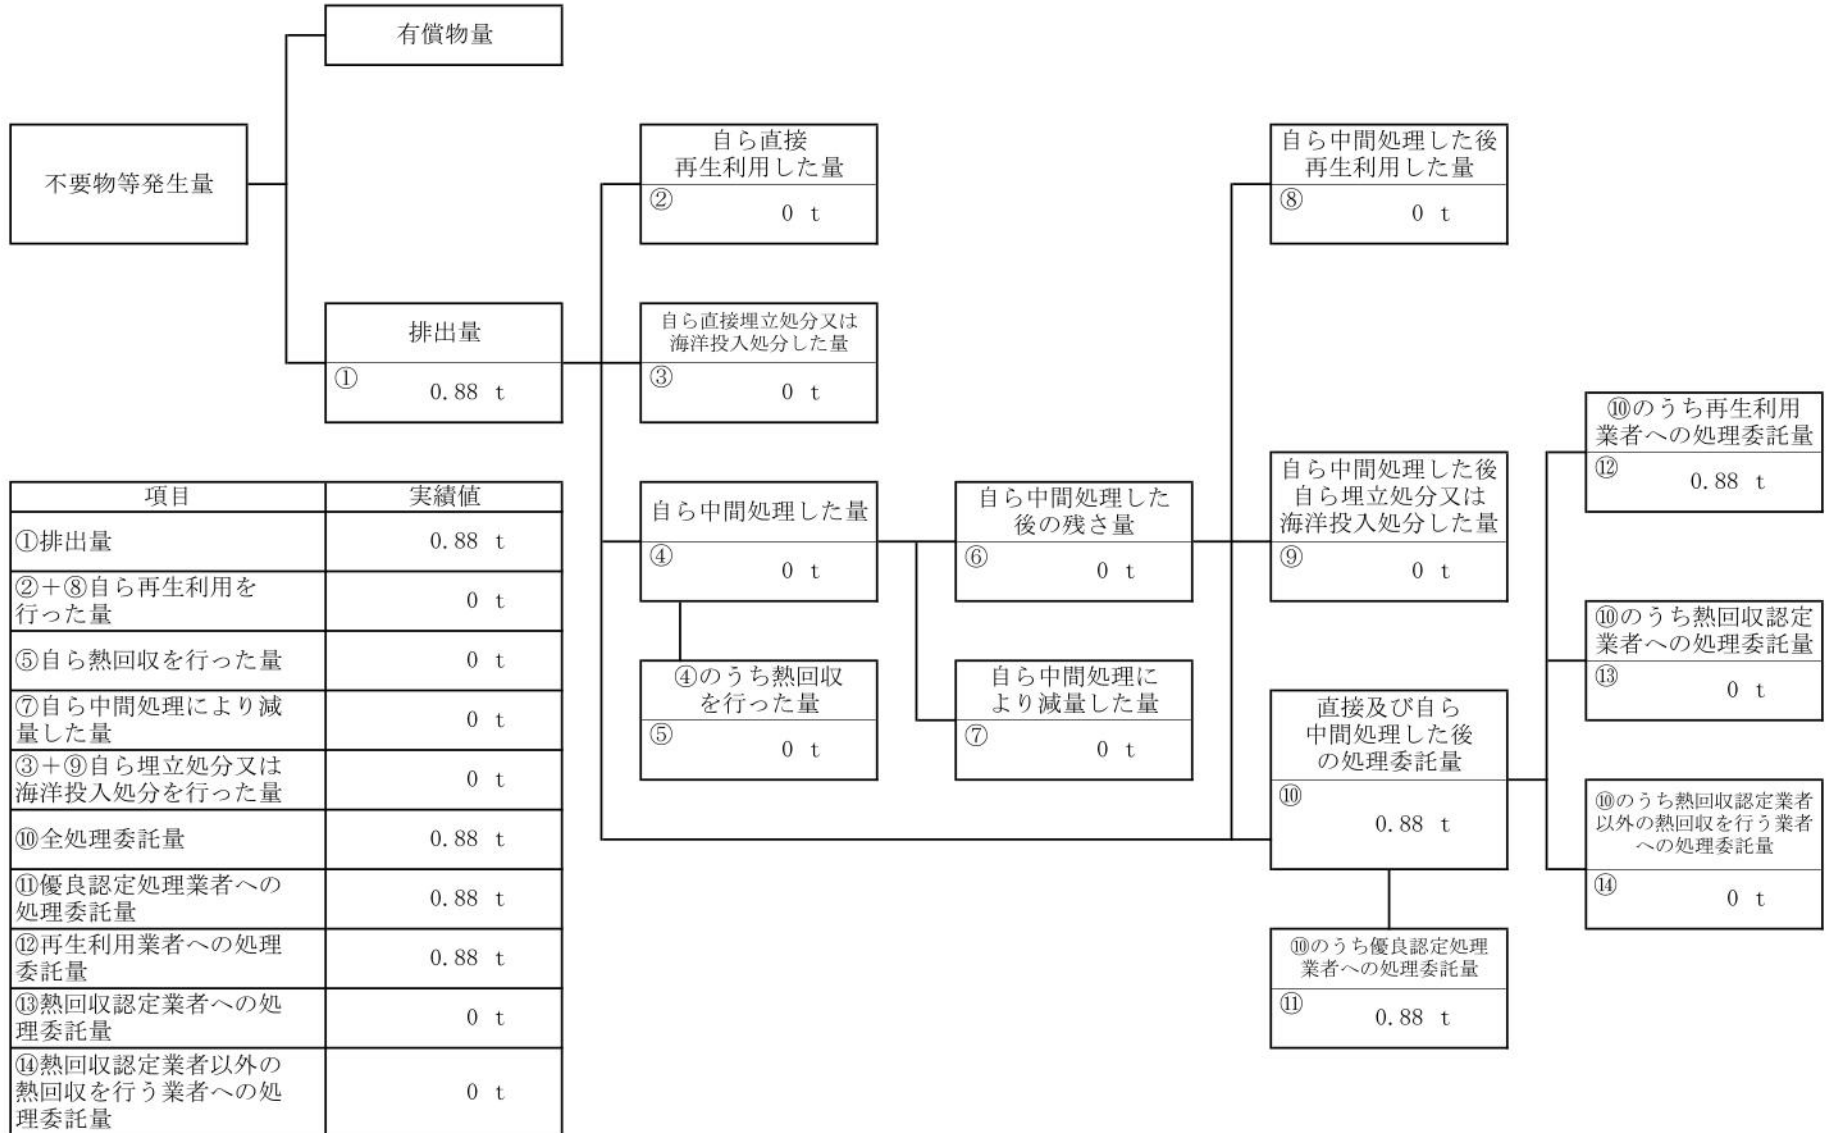 有償物量
不要物等発生量
排出量
①
0.88 t
自ら直接
再生利用した量
②
0 t
自ら直接埋立処分又は
海洋投入処分した量
③
0 t
自ら中間処理した量
④
0 t
④のうち熱回収
を行った量
⑤
0 t
自ら中間処理した
後の残さ量
⑥
0 t
自ら中間処理に
より減量した量
⑦
0 t
自ら中間処理した後
再生利用した量
⑧
0 t
自ら中間処理した後
自ら埋立処分又は
海洋投入処分した量
⑨
0 t
直接及び自ら
中間処理した後
の処理委託量
⑩
0.88 t
⑩のうち優良認定処理
業者への処理委託量
⑪
0.88 t
⑩のうち再生利用
業者への処理委託量
⑫
0.88 t
⑩のうち熱回収認定
業者への処理委託量
⑬
0 t
⑩のうち熱回収認定業者
以外の熱回収を行う業者
への処理委託量
⑭
0 t
項目 実績値
①排出量 0.88 t
②＋⑧自ら再生利用を
行った量 0 t
⑤自ら熱回収を行った量 0 t
⑦自ら中間処理により減
量した量 0 t
③＋⑨自ら埋立処分又は
海洋投入処分を行った量 0 t
⑩全処理委託量 0.88 t
⑪優良認定処理業者への
処理委託量 0.88 t
⑫再生利用業者への処理
委託量 0.88 t
⑬熱回収認定業者への処
理委託量 0 t
⑭熱回収認定業者以外の
熱回収を行う業者への処
理委託量 0 t